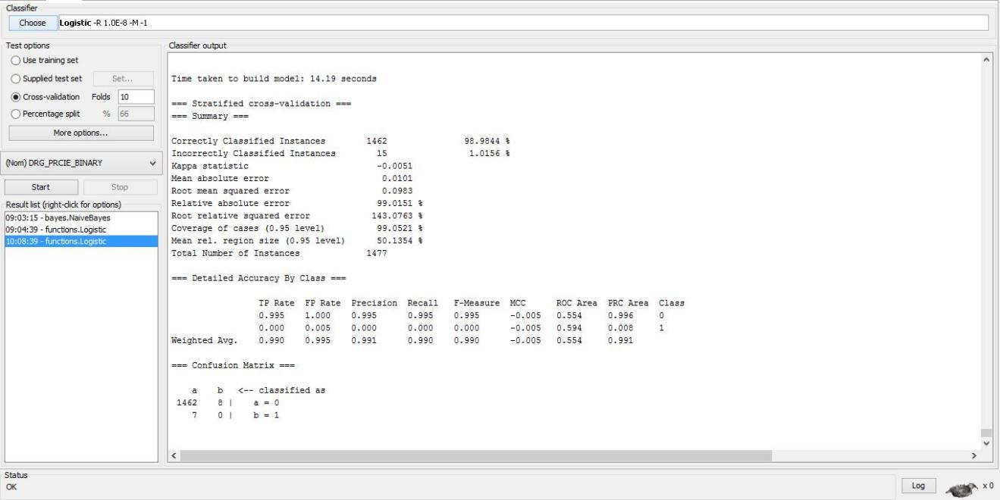 Classifier
Choose Logistic -R 1.0E-8 -M -1
Test options
Use training set
Supplied test set Set...
Cross-validation Folds 10
Percentage split % 66
More options...
(Nom) DRG_PRCIE_BINARY
Start Stop
Result list (right-click for options)
09:03:15 - bayes.NaiveBayes
09:04:39 - functions.Logistic
10:08:39 - functions.Logistic
Classifier output
Time taken to build model: 14.19 seconds
=== Stratified cross-validation ===
=== Summary ===
Correctly Classified Instances 1462 98.9844 %
Incorrectly Classified Instances 15 1.0156 %
Kappa statistic -0.0051
Mean absolute error 0.0101
Root mean squared error 0.0983
Relative absolute error 99.0151 %
Root relative squared error 143.0763 %
Coverage of cases (0.95 level) 99.0521 %
Mean rel. region size (0.95 level) 50.1354 %
Total Number of Instances 1477
=== Detailed Accuracy By Class ===
TP Rate FP Rate Precision Recall F-Measure MCC ROC Area PRC Area Class
0.995 1.000 0.995 0.995 0.995 -0.005 0.554 0.996 0
0.000 0.005 0.000 0.000 0.000 -0.005 0.594 0.008 1
Weighted Avg. 0.990 0.995 0.991 0.990 0.990 -0.005 0.554 0.991
=== Confusion Matrix ===
a b <-- classified as
1462 8 | a = 0
7 0 | b = 1
Status
OK
Log x 0